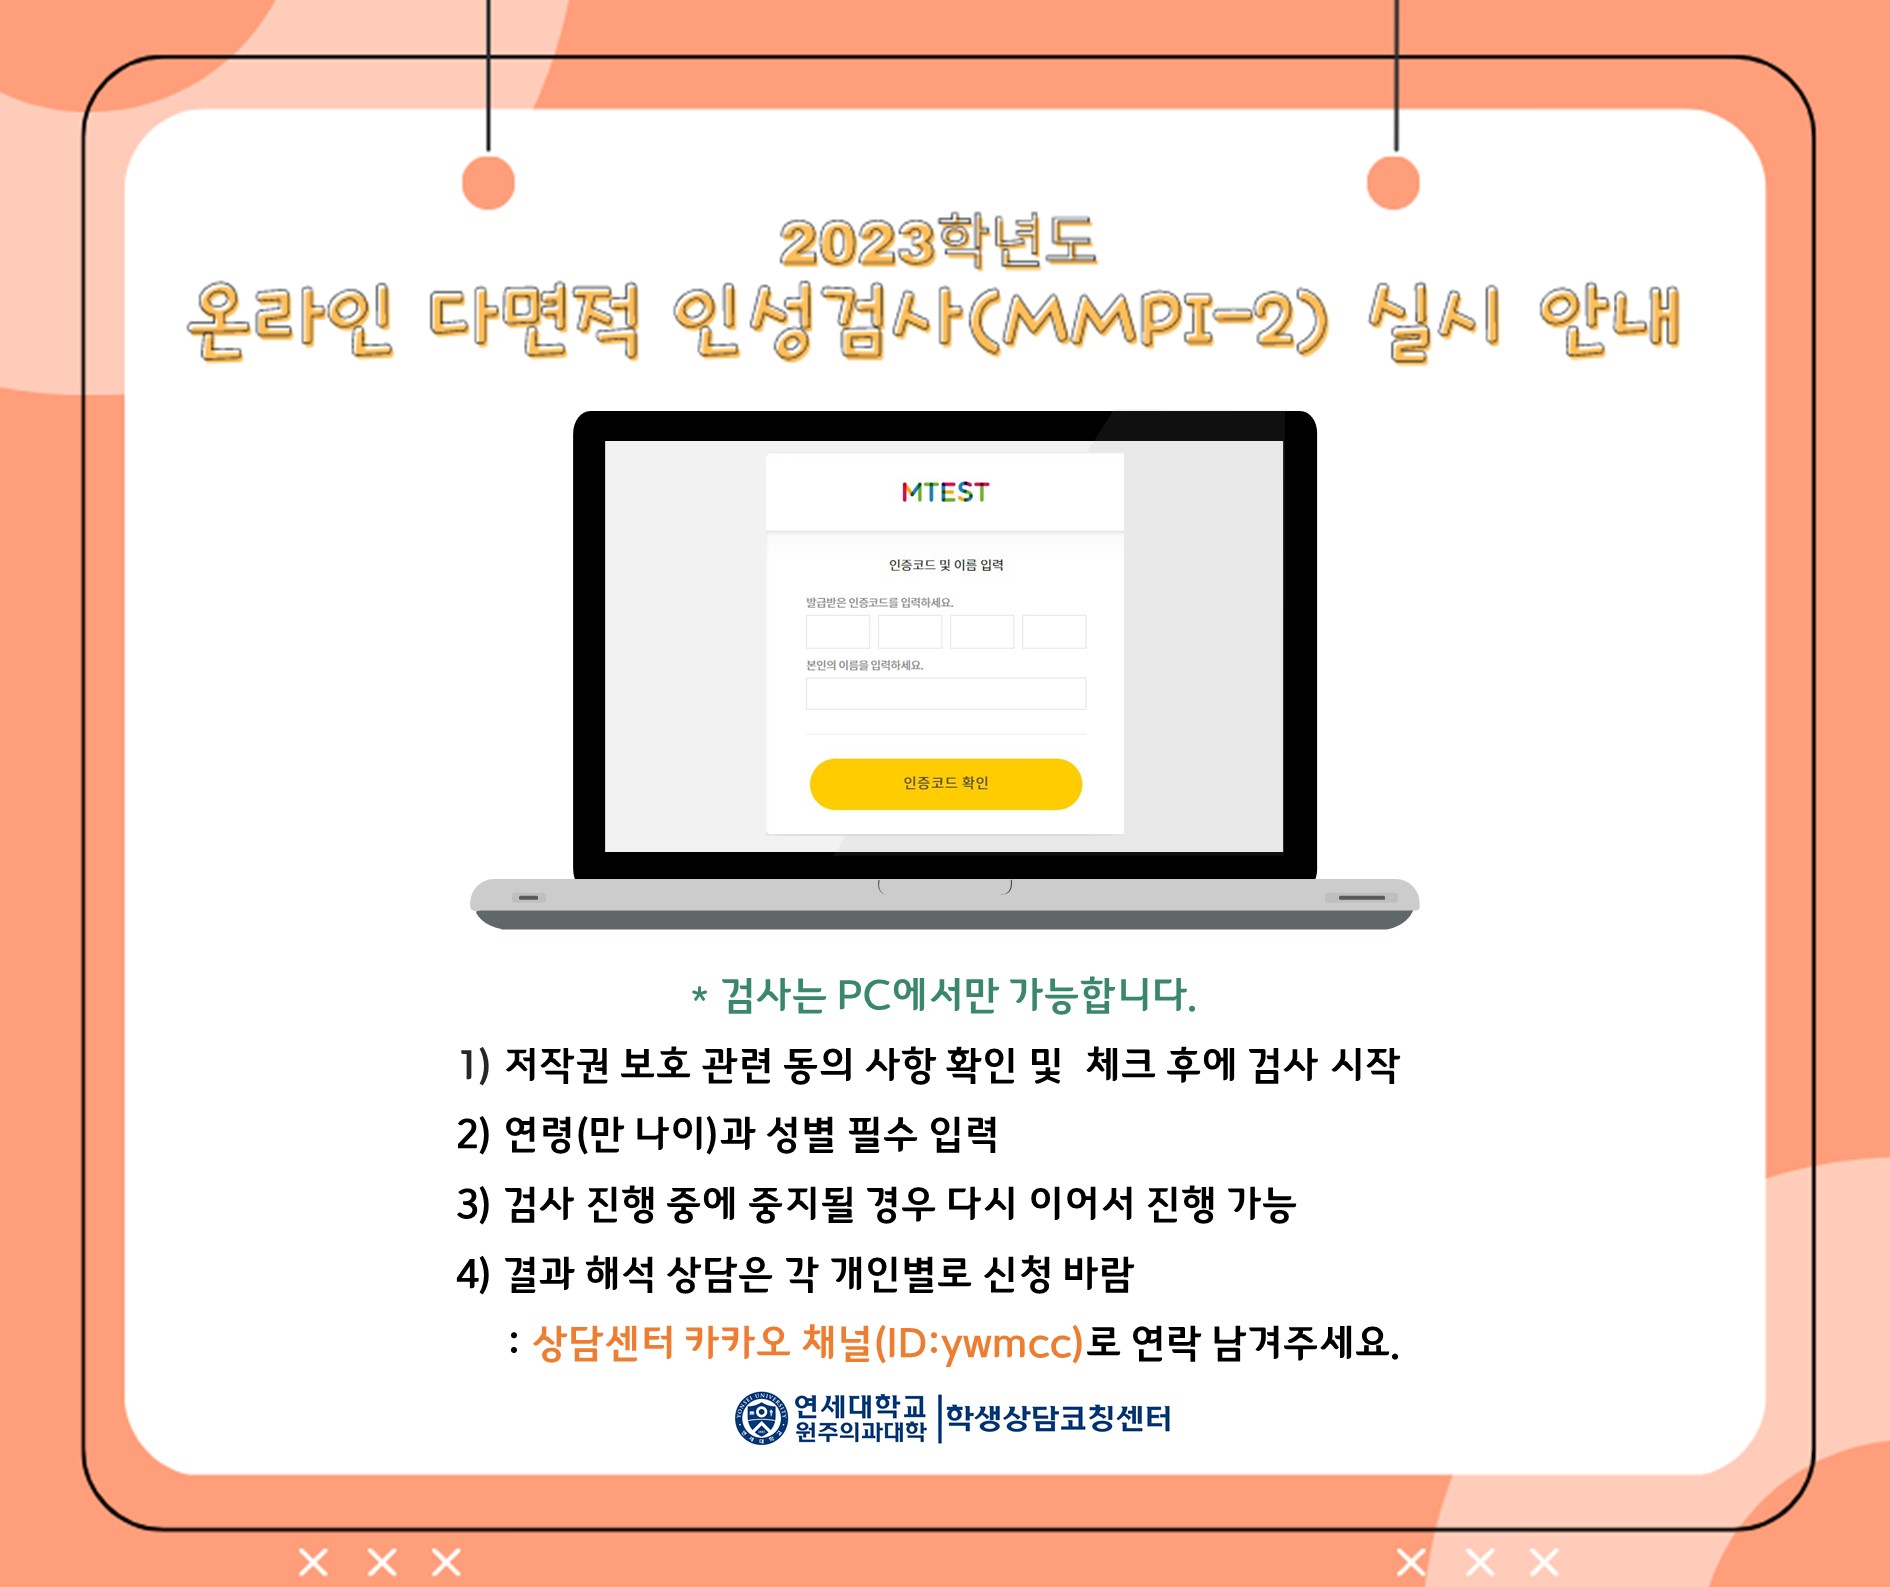 2023학년도
온라인 다면적 인성검사(MMPI-2) 실시 안내
MTEST
인증코드 및 이름 입력
발급받은 인증코드를 입력하세요.
본인의 이름을 입력하세요.
인증코드 확인
* 검사는 PC에서만 가능합니다.
1) 저작권 보호 관련 동의 사항 확인 및 체크 후에 검사 시작
2) 연령(만 나이)과 성별 필수 입력
3) 검사 진행 중에 중지될 경우 다시 이어서 진행 가능
4) 결과 해석 상담은 각 개인별로 신청 바람
: 상담센터 카카오 채널(ID:ywmcc)로 연락 남겨주세요.
YONSEI UNIVERSITY
연세대학교
연세대학교
원주의과대학
학생상담코칭센터